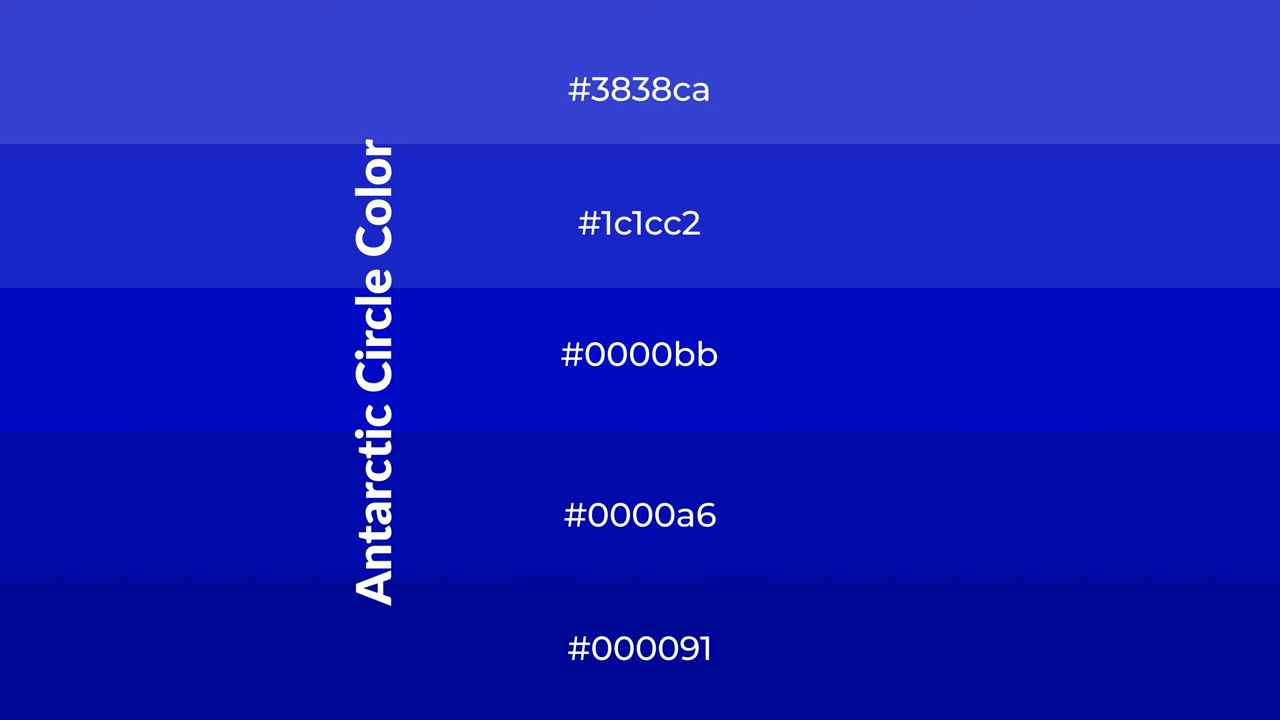 Antarctic Circle Color
#3838ca
#1c1cc2
#0000bb
#0000a6
#000091